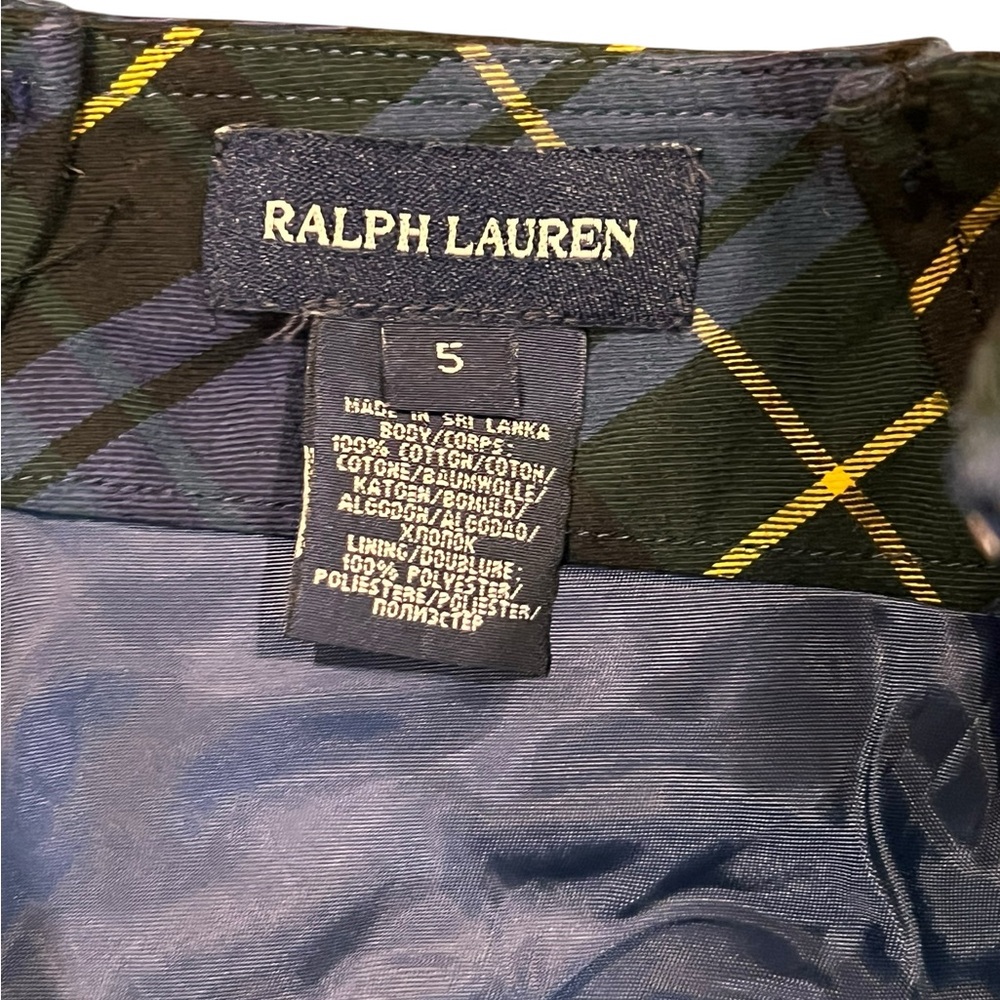 RALPH LAUREN
5
MADE IN SRI LANKA
BODY/CORPS:
100% COTTON/COTON/
COTONE/BAUMWOLLE/
KATOEN/BOMULD/
ALGODON/ALGODAO/
ХЛОПОК
LINING/DOUBLURE:
100% POLYESTER/
POLIESTERE/POLIESTER/
ПОЛИЭСТЕР